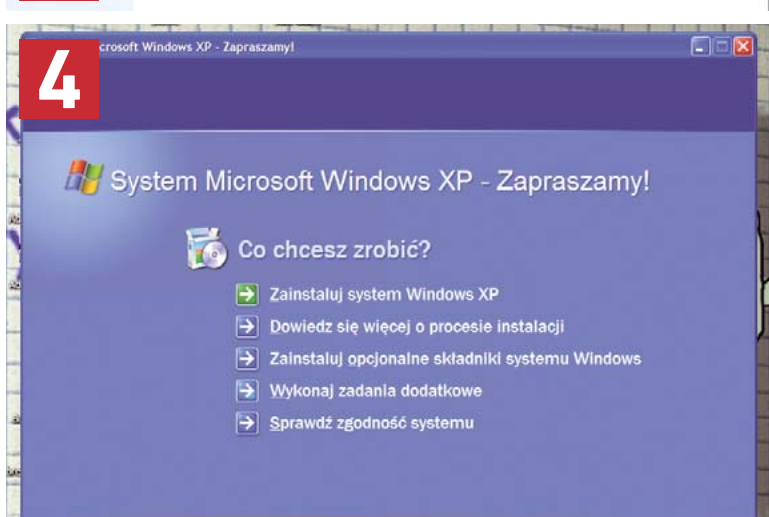 4
crosoft Windows XP - Zapraszamy!
System Microsoft Windows XP - Zapraszamy!
Co chcesz zrobić?
Zainstaluj system Windows XP
Dowiedz się więcej o procesie instalacji
Zainstaluj opcjonalne składniki systemu Windows
Wykonaj zadania dodatkowe
Sprawdź zgodność systemu